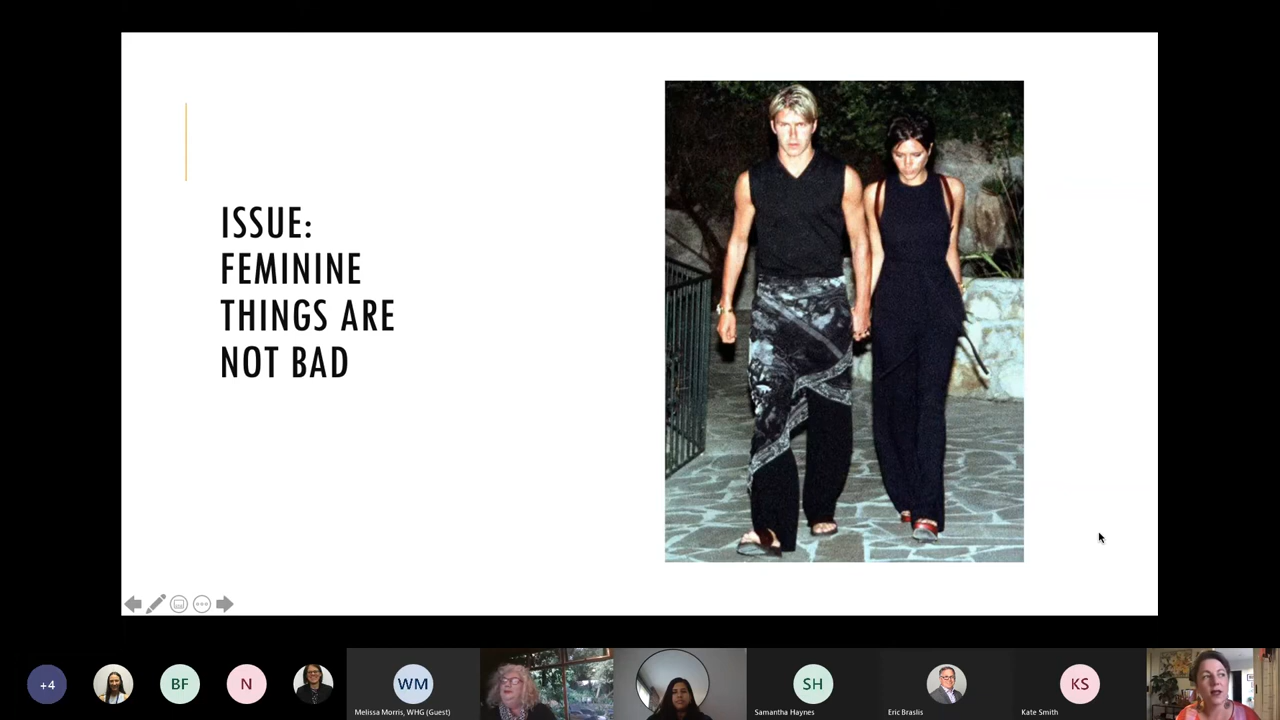 ISSUE:
FEMININE
THINGS ARE
NOT BAD
+4
BF
N
WM
Melissa Morris, WHG (Guest)
SH
Samantha Haynes
Eric Braslis
KS
Kate Smith